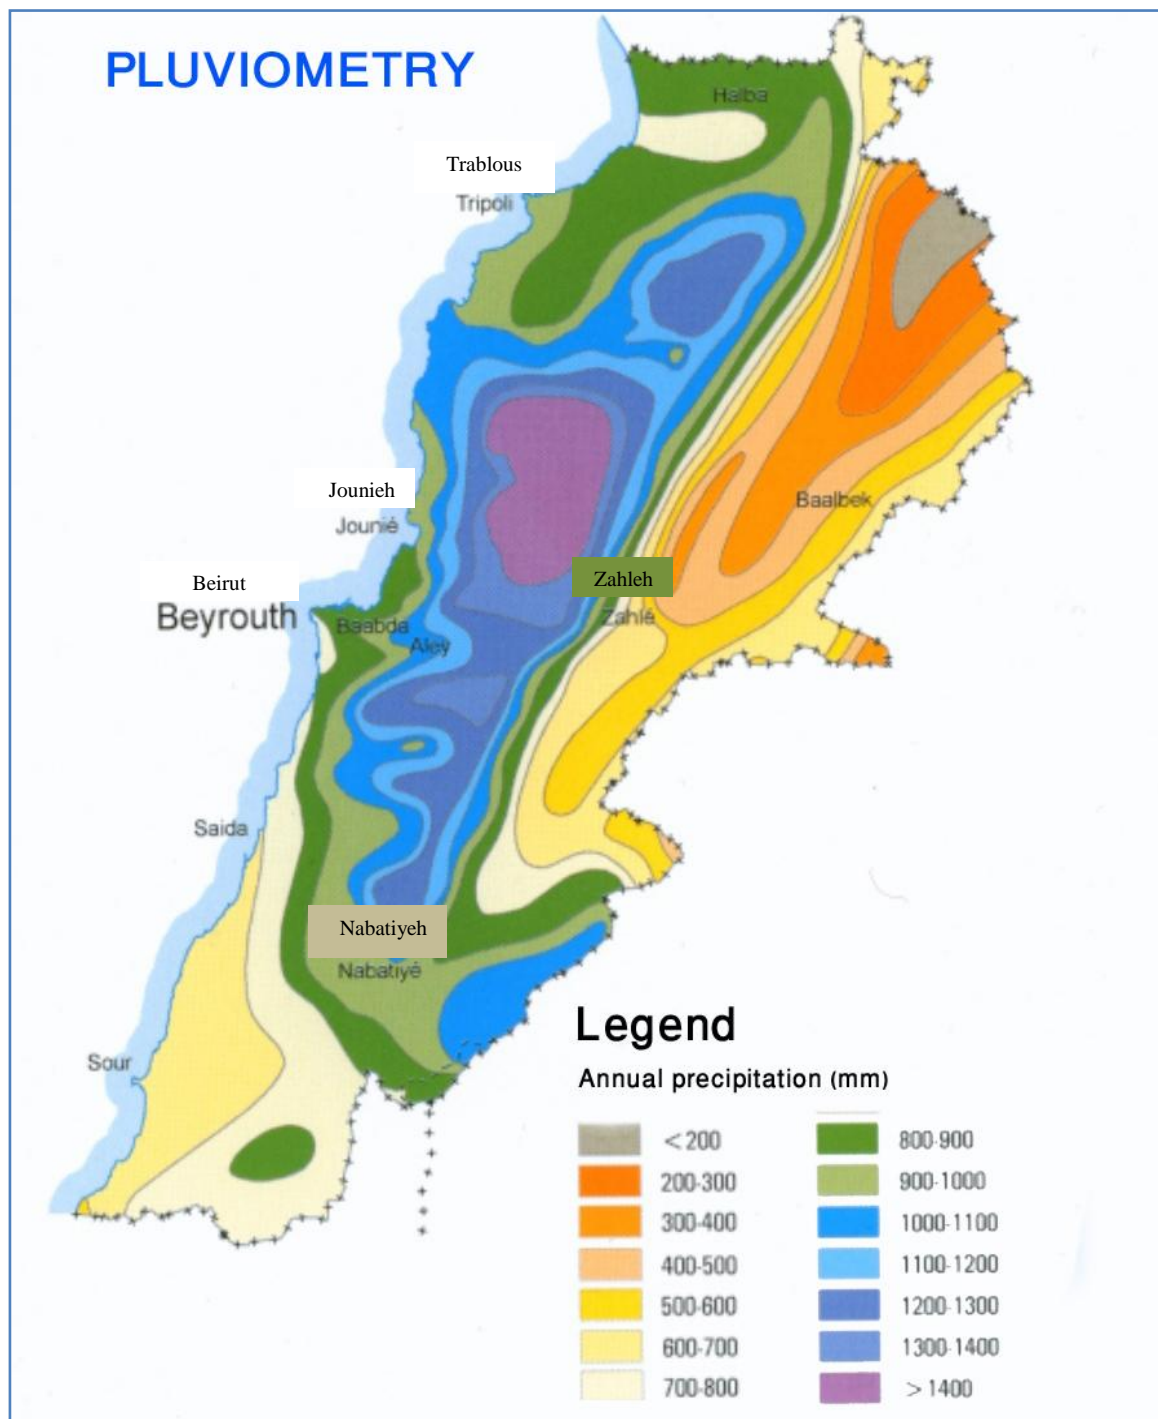 PLUVIOMETRY
Halba
Trablous
Tripoli
Jounieh
Jounié
Baalbek
Beirut
Beyrouth
Zahleh
Zahlé
Baabda
Aley
Saida
Nabatiyeh
Nabatiyé
Sour
Legend
Annual precipitation (mm)
<200
200-300
300-400
400-500
500-600
600-700
700-800
800-900
900-1000
1000-1100
1100-1200
1200-1300
1300-1400
>1400